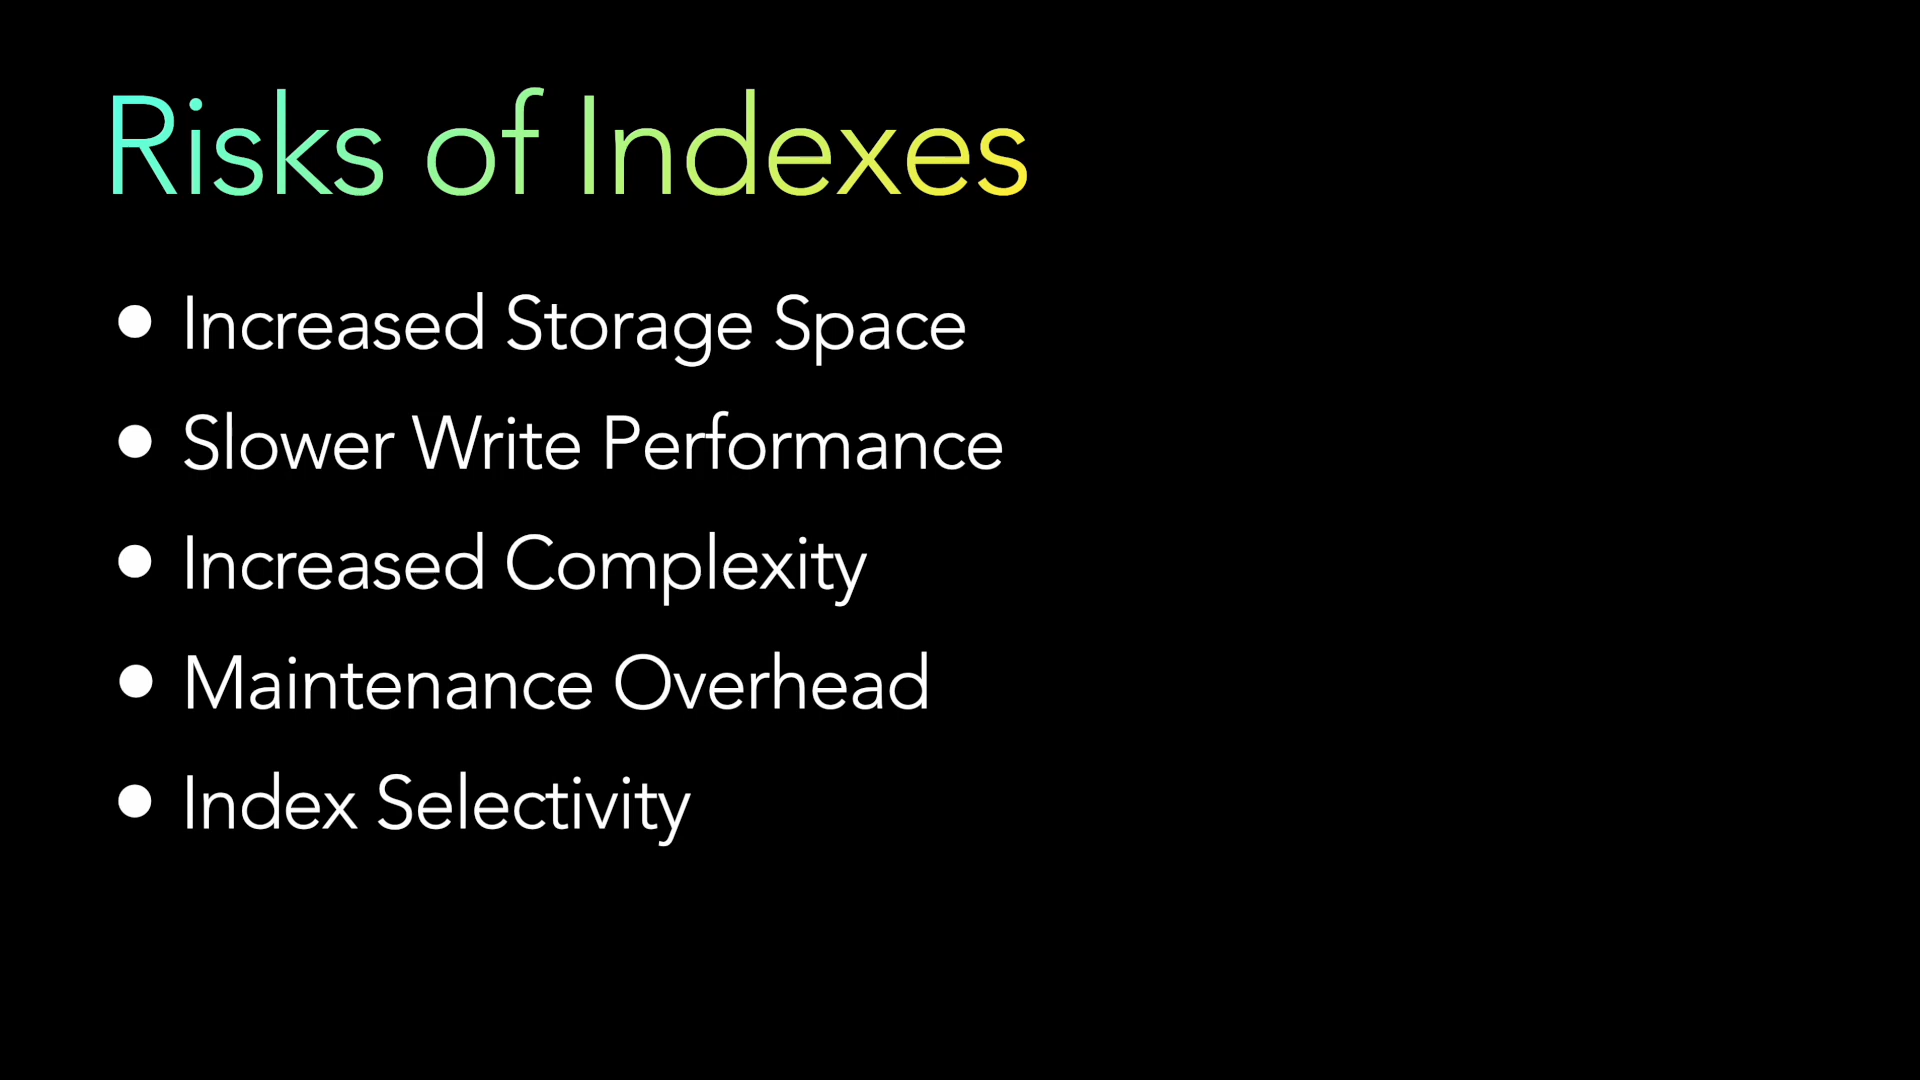 Risks of Indexes
• Increased Storage Space
• Slower Write Performance
• Increased Complexity
• Maintenance Overhead
• Index Selectivity